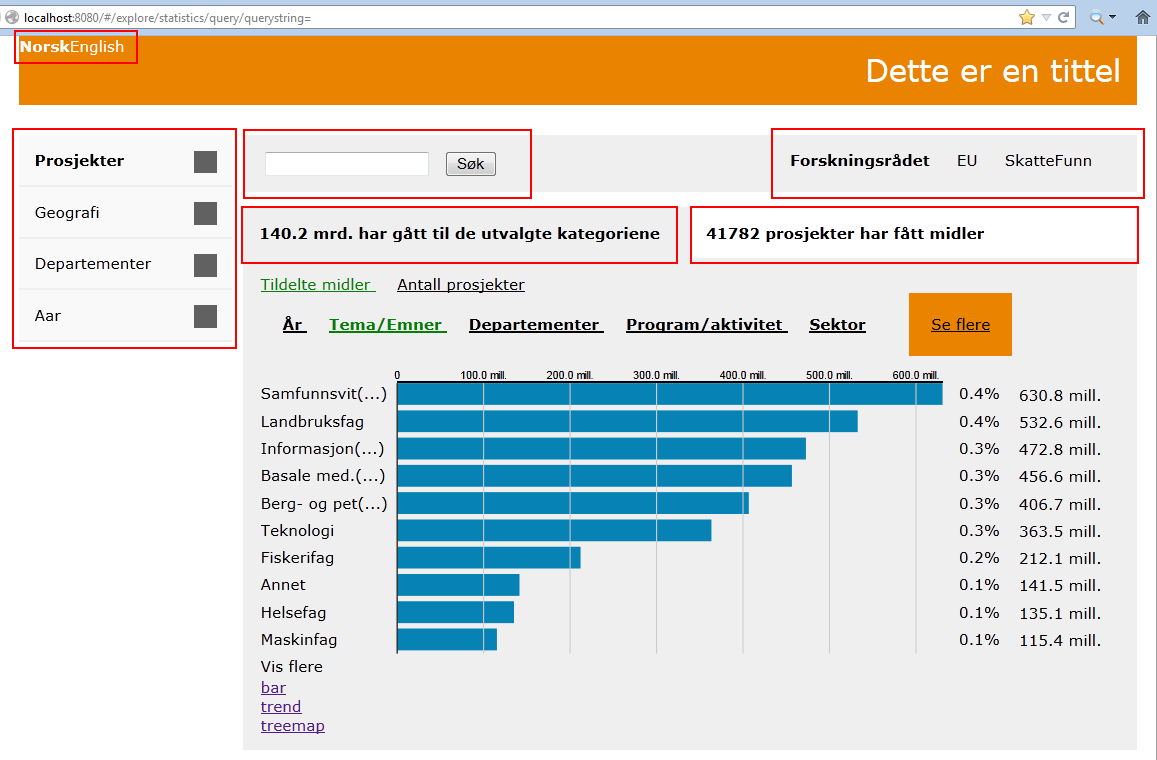 localhost:8080/#/explore/statistics/query/querystring=
NorskEnglish
Dette er en tittel
Prosjekter
Geografi
Departementer
Aar
Søk
Forskningsrådet EU SkatteFunn
140.2 mrd. har gått til de utvalgte kategoriene
41782 prosjekter har fått midler
Tildelte midler Antall prosjekter
År Tema/Emner Departementer Program/aktivitet Sektor
Se flere
0 100.0 mill. 200.0 mill. 300.0 mill. 400.0 mill. 500.0 mill. 600.0 mill.
Samfunnsvit(...) 0.4% 630.8 mill.
Landbruksfag 0.4% 532.6 mill.
Informasjon(...) 0.3% 472.8 mill.
Basale med.(...) 0.3% 456.6 mill.
Berg- og pet(...) 0.3% 406.7 mill.
Teknologi 0.3% 363.5 mill.
Fiskerifag 0.2% 212.1 mill.
Annet 0.1% 141.5 mill.
Helsefag 0.1% 135.1 mill.
Maskinfag 0.1% 115.4 mill.
Vis flere
bar
trend
treemap